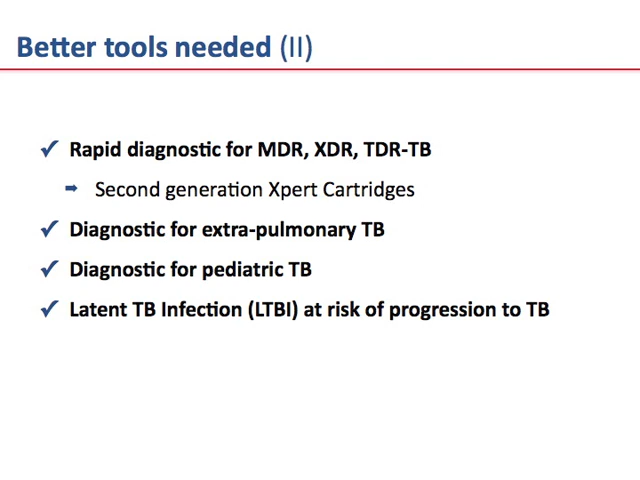 Better tools needed (II)
Rapid diagnostic for MDR, XDR, TDR-TB
Second generation Xpert Cartridges
Diagnostic for extra-pulmonary TB
Diagnostic for pediatric TB
Latent TB Infection (LTBI) at risk of progression to TB